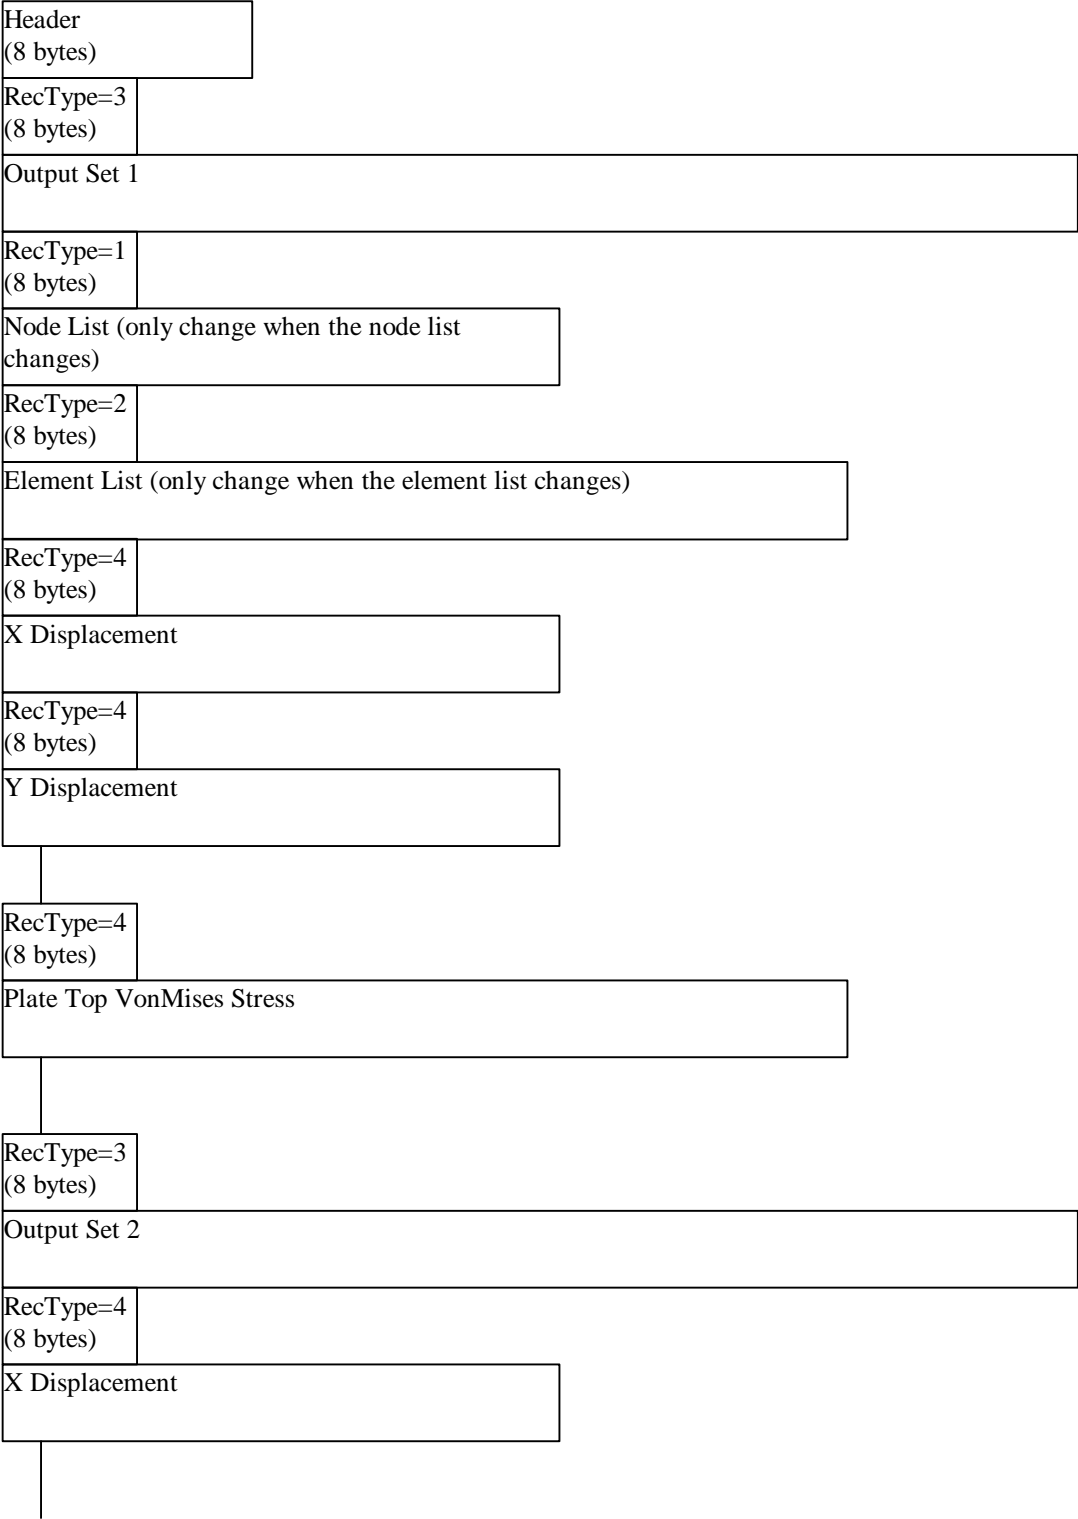 Header
(8 bytes)
RecType=3
(8 bytes)
Output Set 1
RecType=1
(8 bytes)
Node List (only change when the node list
changes)
RecType=2
(8 bytes)
Element List (only change when the element list changes)
RecType=4
(8 bytes)
X Displacement
RecType=4
(8 bytes)
Y Displacement
RecType=4
(8 bytes)
Plate Top VonMises Stress
RecType=3
(8 bytes)
Output Set 2
RecType=4
(8 bytes)
X Displacement